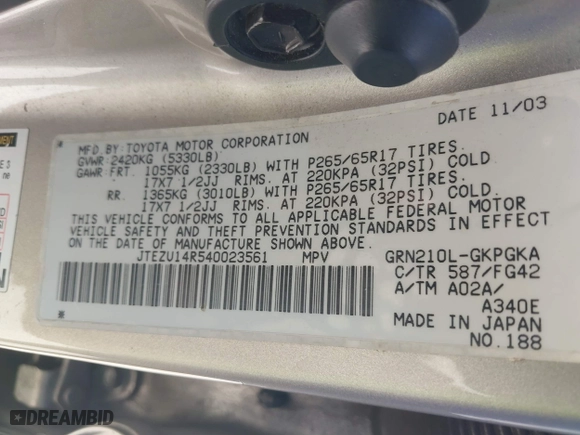 DATE 11/03
MFD.BY:TOYOTA MOTOR CORPORATION
GVWR:2420KG (5330LB)
GAWR:FRT. 1055KG (2330LB) WITH P265/65R17 TIRES.
17X7 1/2JJ RIMS. AT 220KPA (32PSI) COLD.
RR. 1365KG (3010LB) WITH P265/65R17 TIRES.
17X7 1/2JJ RIMS. AT 220KPA (32PSI) COLD.
THIS VEHICLE CONFORMS TO ALL APPLICABLE FEDERAL MOTOR
VEHICLE SAFETY AND THEFT PREVENTION STANDARDS IN EFFECT
ON THE DATE OF MANUFACTURE SHOWN ABOVE.
JTEZU14R540023561 MPV GRN210L-GKPGKA
C/TR 587/FG42
A/TM A02A/
A340E
MADE IN JAPAN
NO.188
DREAMBID